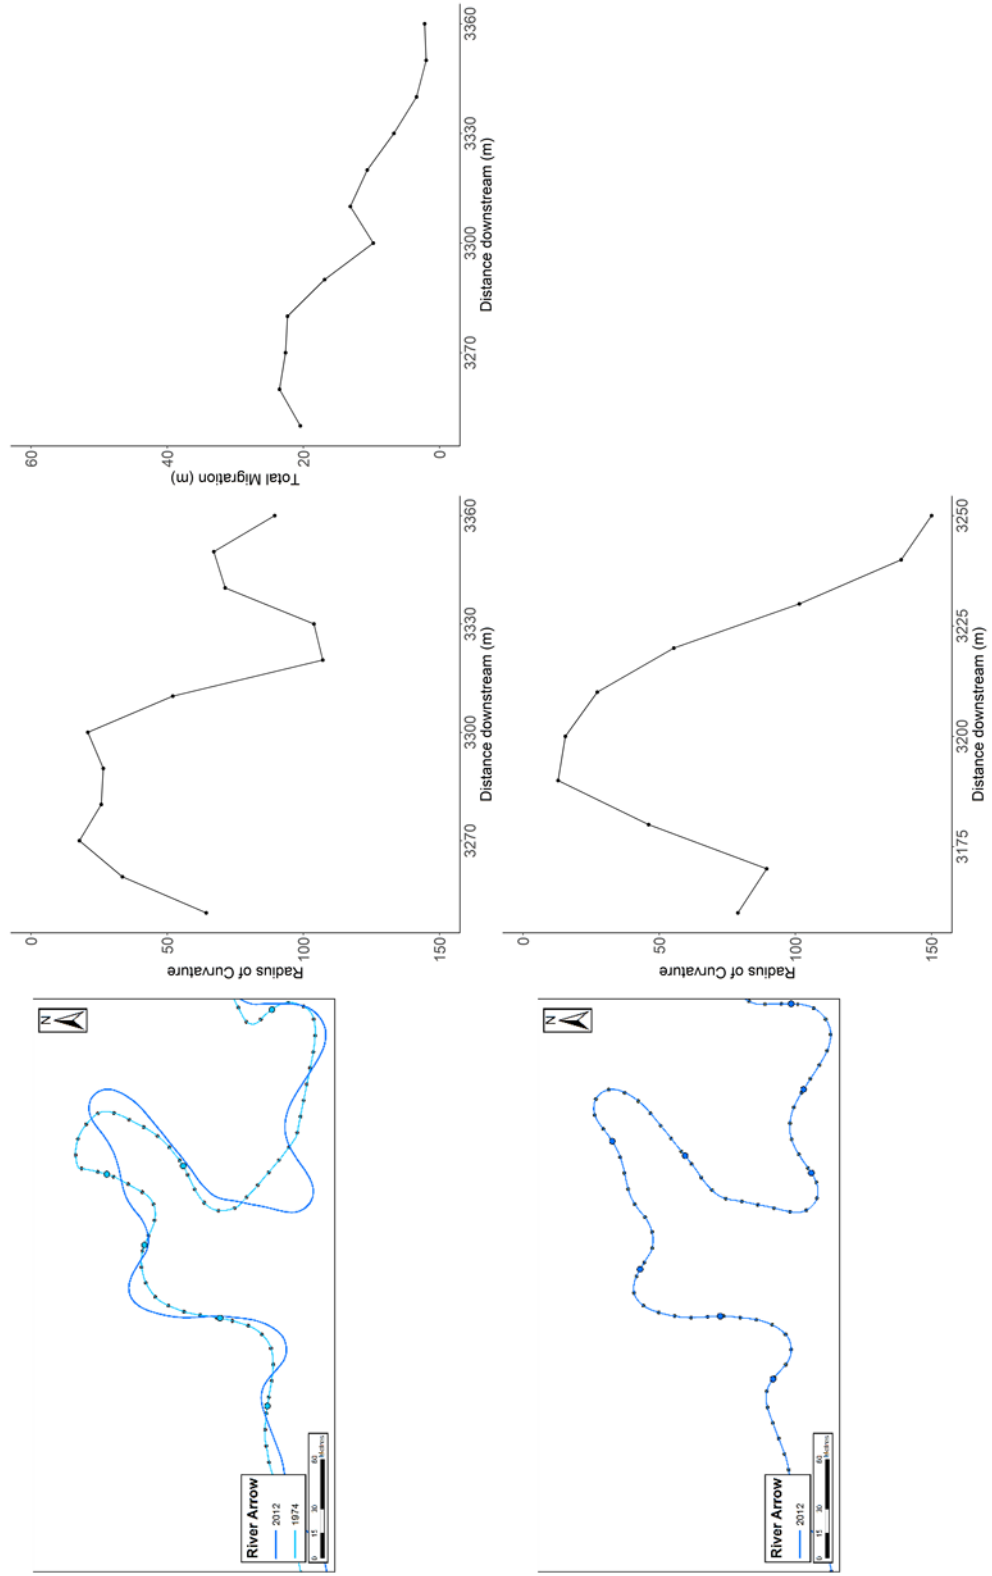 N
River Arrow
2012
1974
0 15 30 60
Metres
0
50
100
150
Radius of Curvature
3270
3300
3330
3360
Distance downstream (m)
60
40
20
0
Total Migration (m)
3270
3300
3330
3360
Distance downstream (m)
N
River Arrow
2012
0 15 30 60
Metres
0
50
100
150
Radius of Curvature
3175
3200
3225
3250
Distance downstream (m)